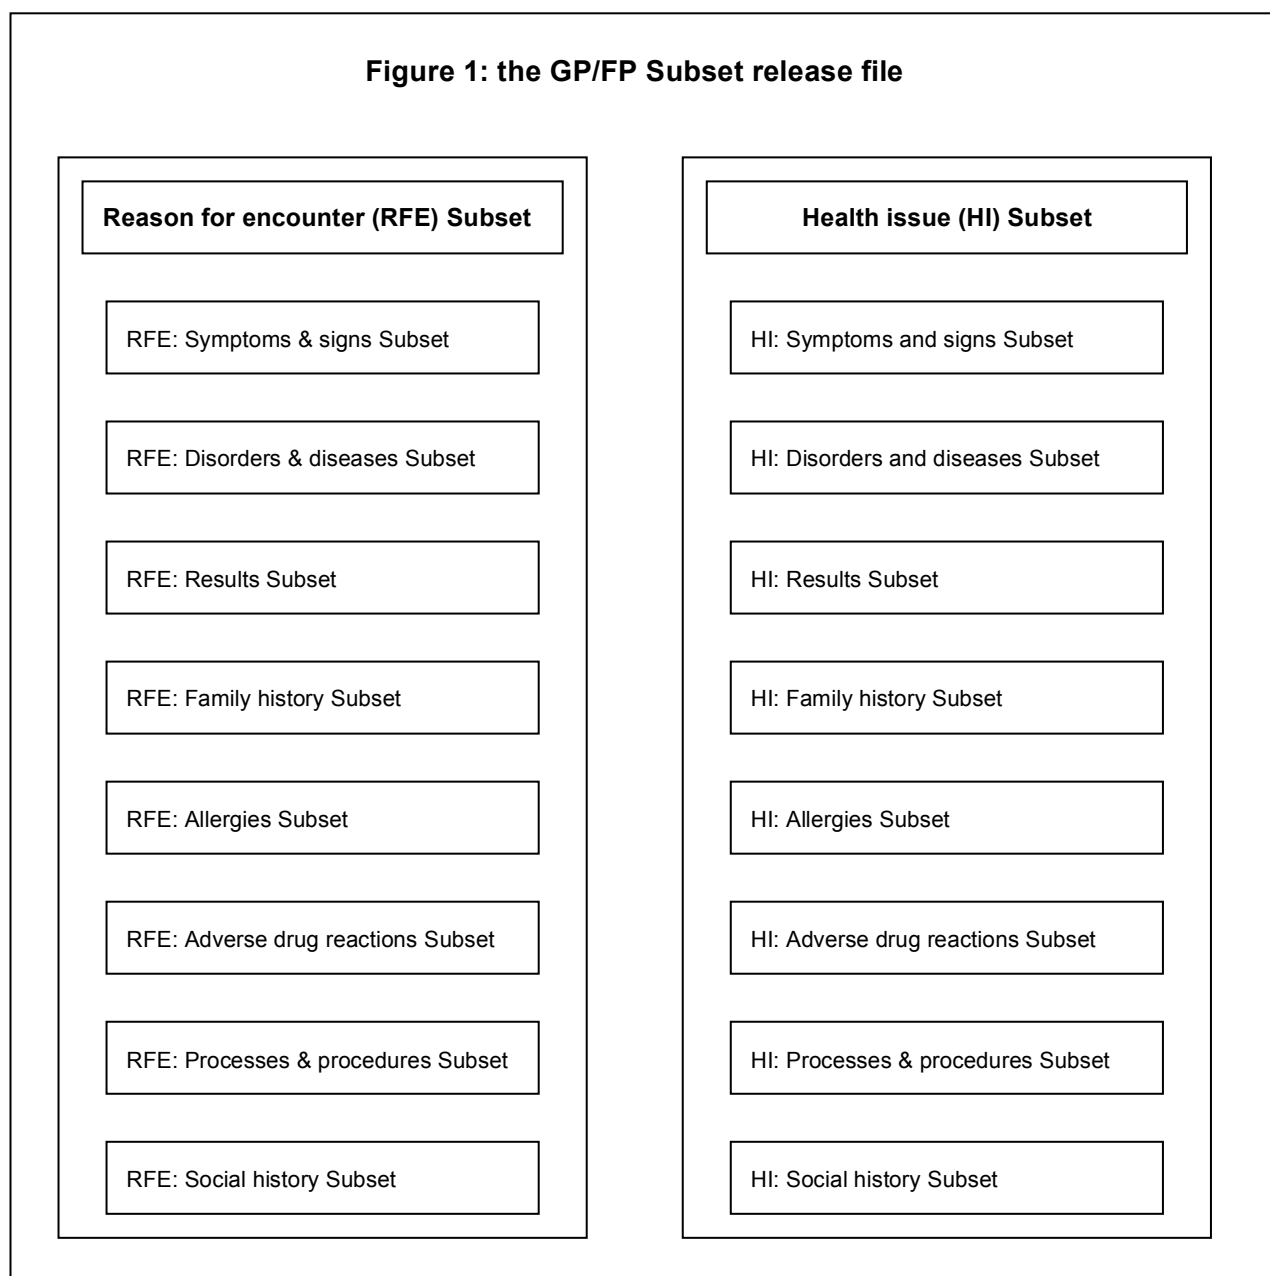 Figure 1: the GP/FP Subset release file
Reason for encounter (RFE) Subset
RFE: Symptoms & signs Subset
RFE: Disorders & diseases Subset
RFE: Results Subset
RFE: Family history Subset
RFE: Allergies Subset
RFE: Adverse drug reactions Subset
RFE: Processes & procedures Subset
RFE: Social history Subset
Health issue (HI) Subset
HI: Symptoms and signs Subset
HI: Disorders and diseases Subset
HI: Results Subset
HI: Family history Subset
HI: Allergies Subset
HI: Adverse drug reactions Subset
HI: Processes & procedures Subset
HI: Social history Subset